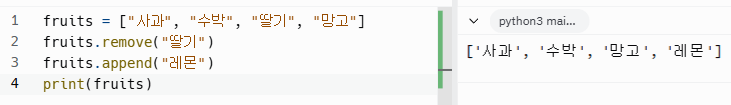 1 fruits = ["사과", "수박", "딸기", "망고"]
2 fruits.remove("딸기")
3 fruits.append("레몬")
4 print(fruits)
python3 mai...
['사과', '수박', '망고', '레몬']